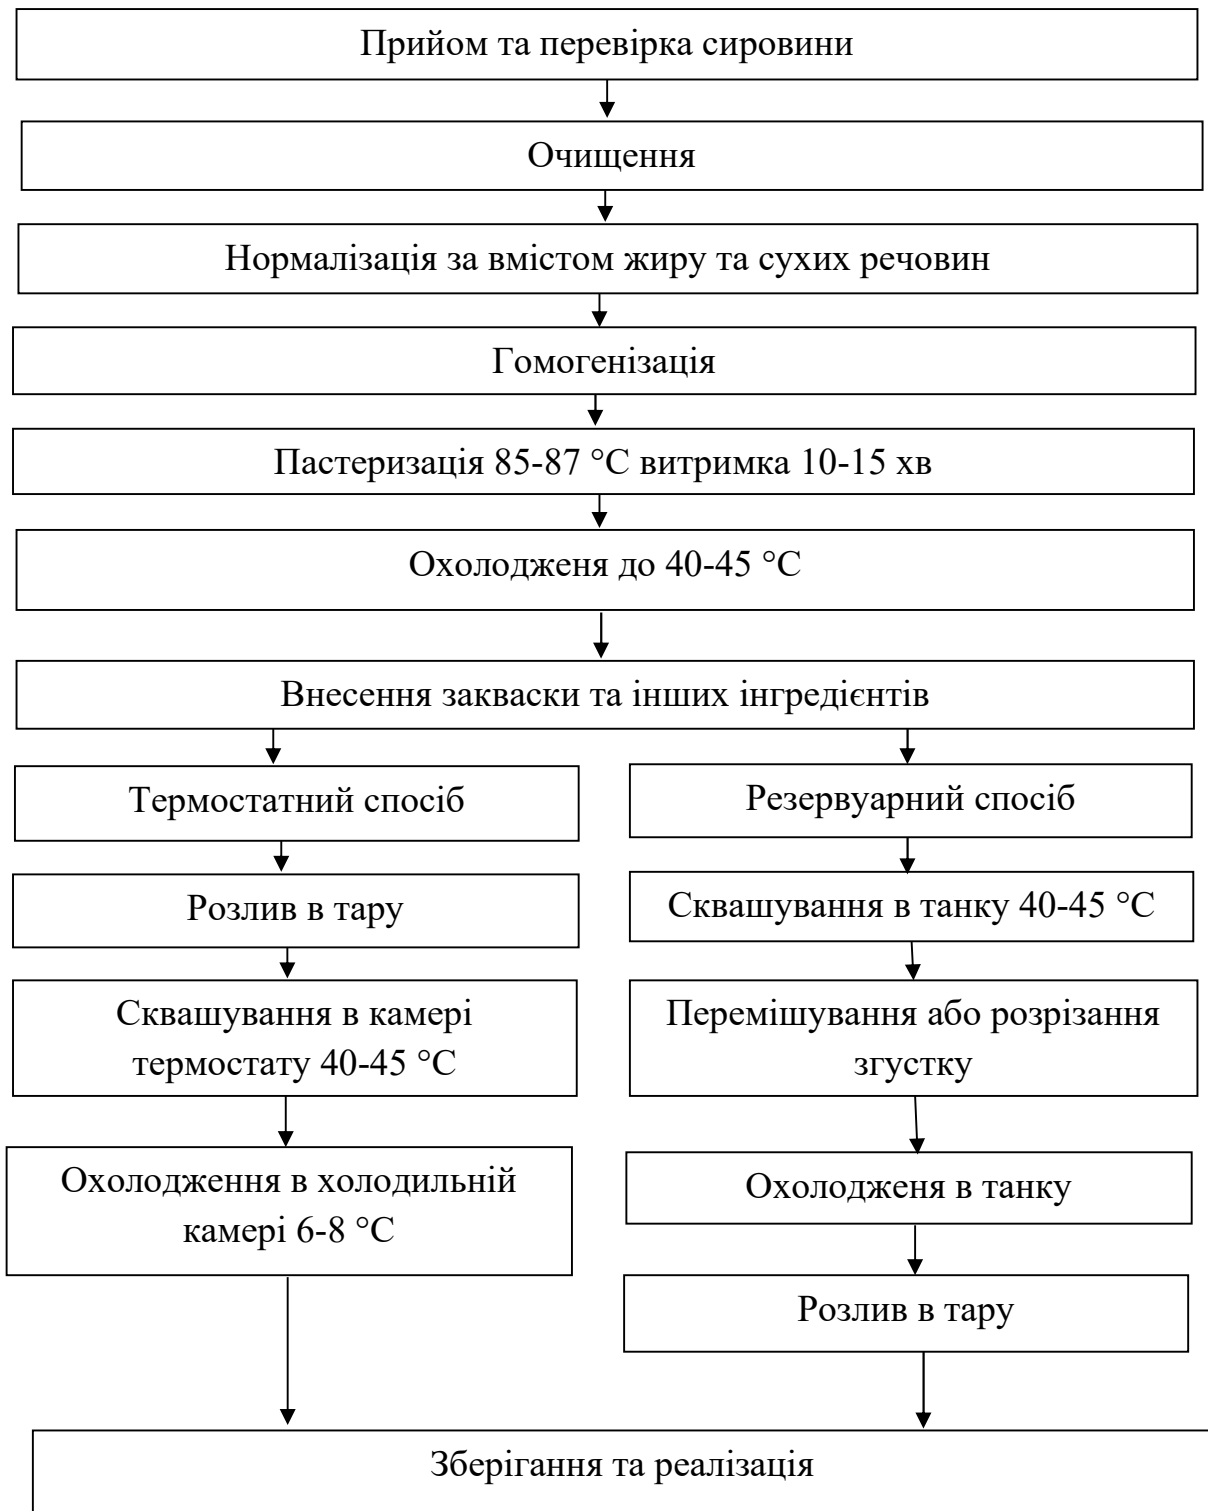 Прийом та перевірка сировини
Очищення
Нормалізація за вмістом жиру та сухих речовин
Гомогенізація
Пастеризація 85-87 °С витримка 10-15 хв
Охолодженя до 40-45 °С
Внесення закваски та інших інгредієнтів
Термостатний спосіб
Розлив в тару
Сквашування в камері
термостату 40-45 °С
Охолодження в холодильній
камері 6-8 °С
Резервуарний спосіб
Сквашування в танку 40-45 °С
Перемішування або розрізання
згустку
Охолодженя в танку
Розлив в тару
Зберігання та реалізація